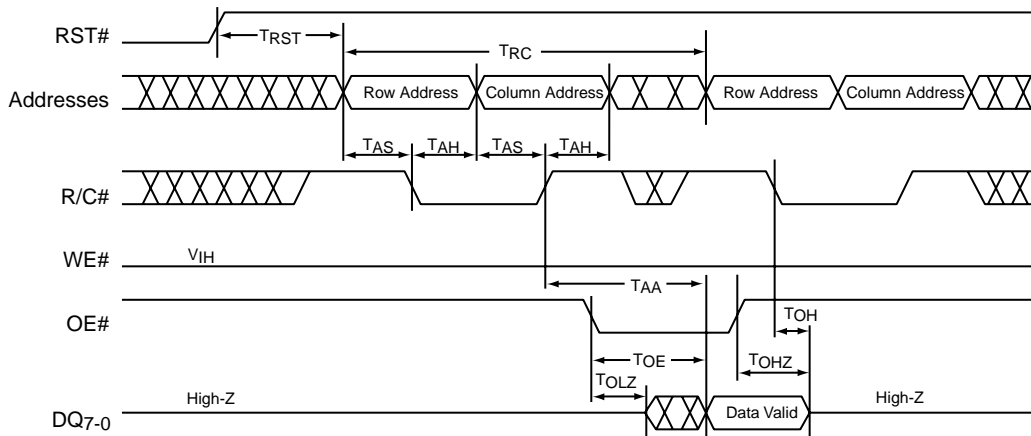 RST#
TRST
TRC
Addresses
Row Address
Column Address
Row Address
Column Address
TAS
TAH
TAS
TAH
R/C#
WE#
VIH
TAA
OE#
TOH
TOE
TOHZ
TOLZ
High-Z
High-Z
DQ7-0
Data Valid